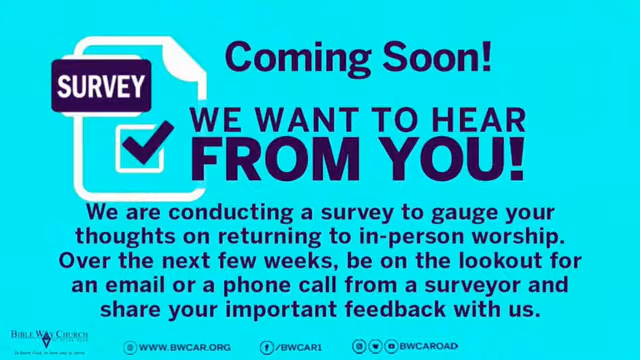 Coming Soon!
SURVEY
WE WANT TO HEAR
FROM YOU!
We are conducting a survey to gauge your
thoughts on returning to in-person worship.
Over the next few weeks, be on the lookout for
an email or a phone call from a surveyor and
share your important feedback with us.
BIBLE WAY CHURCH
WWW.BWCAR.ORG /BWCAR1 @BWCAROAD